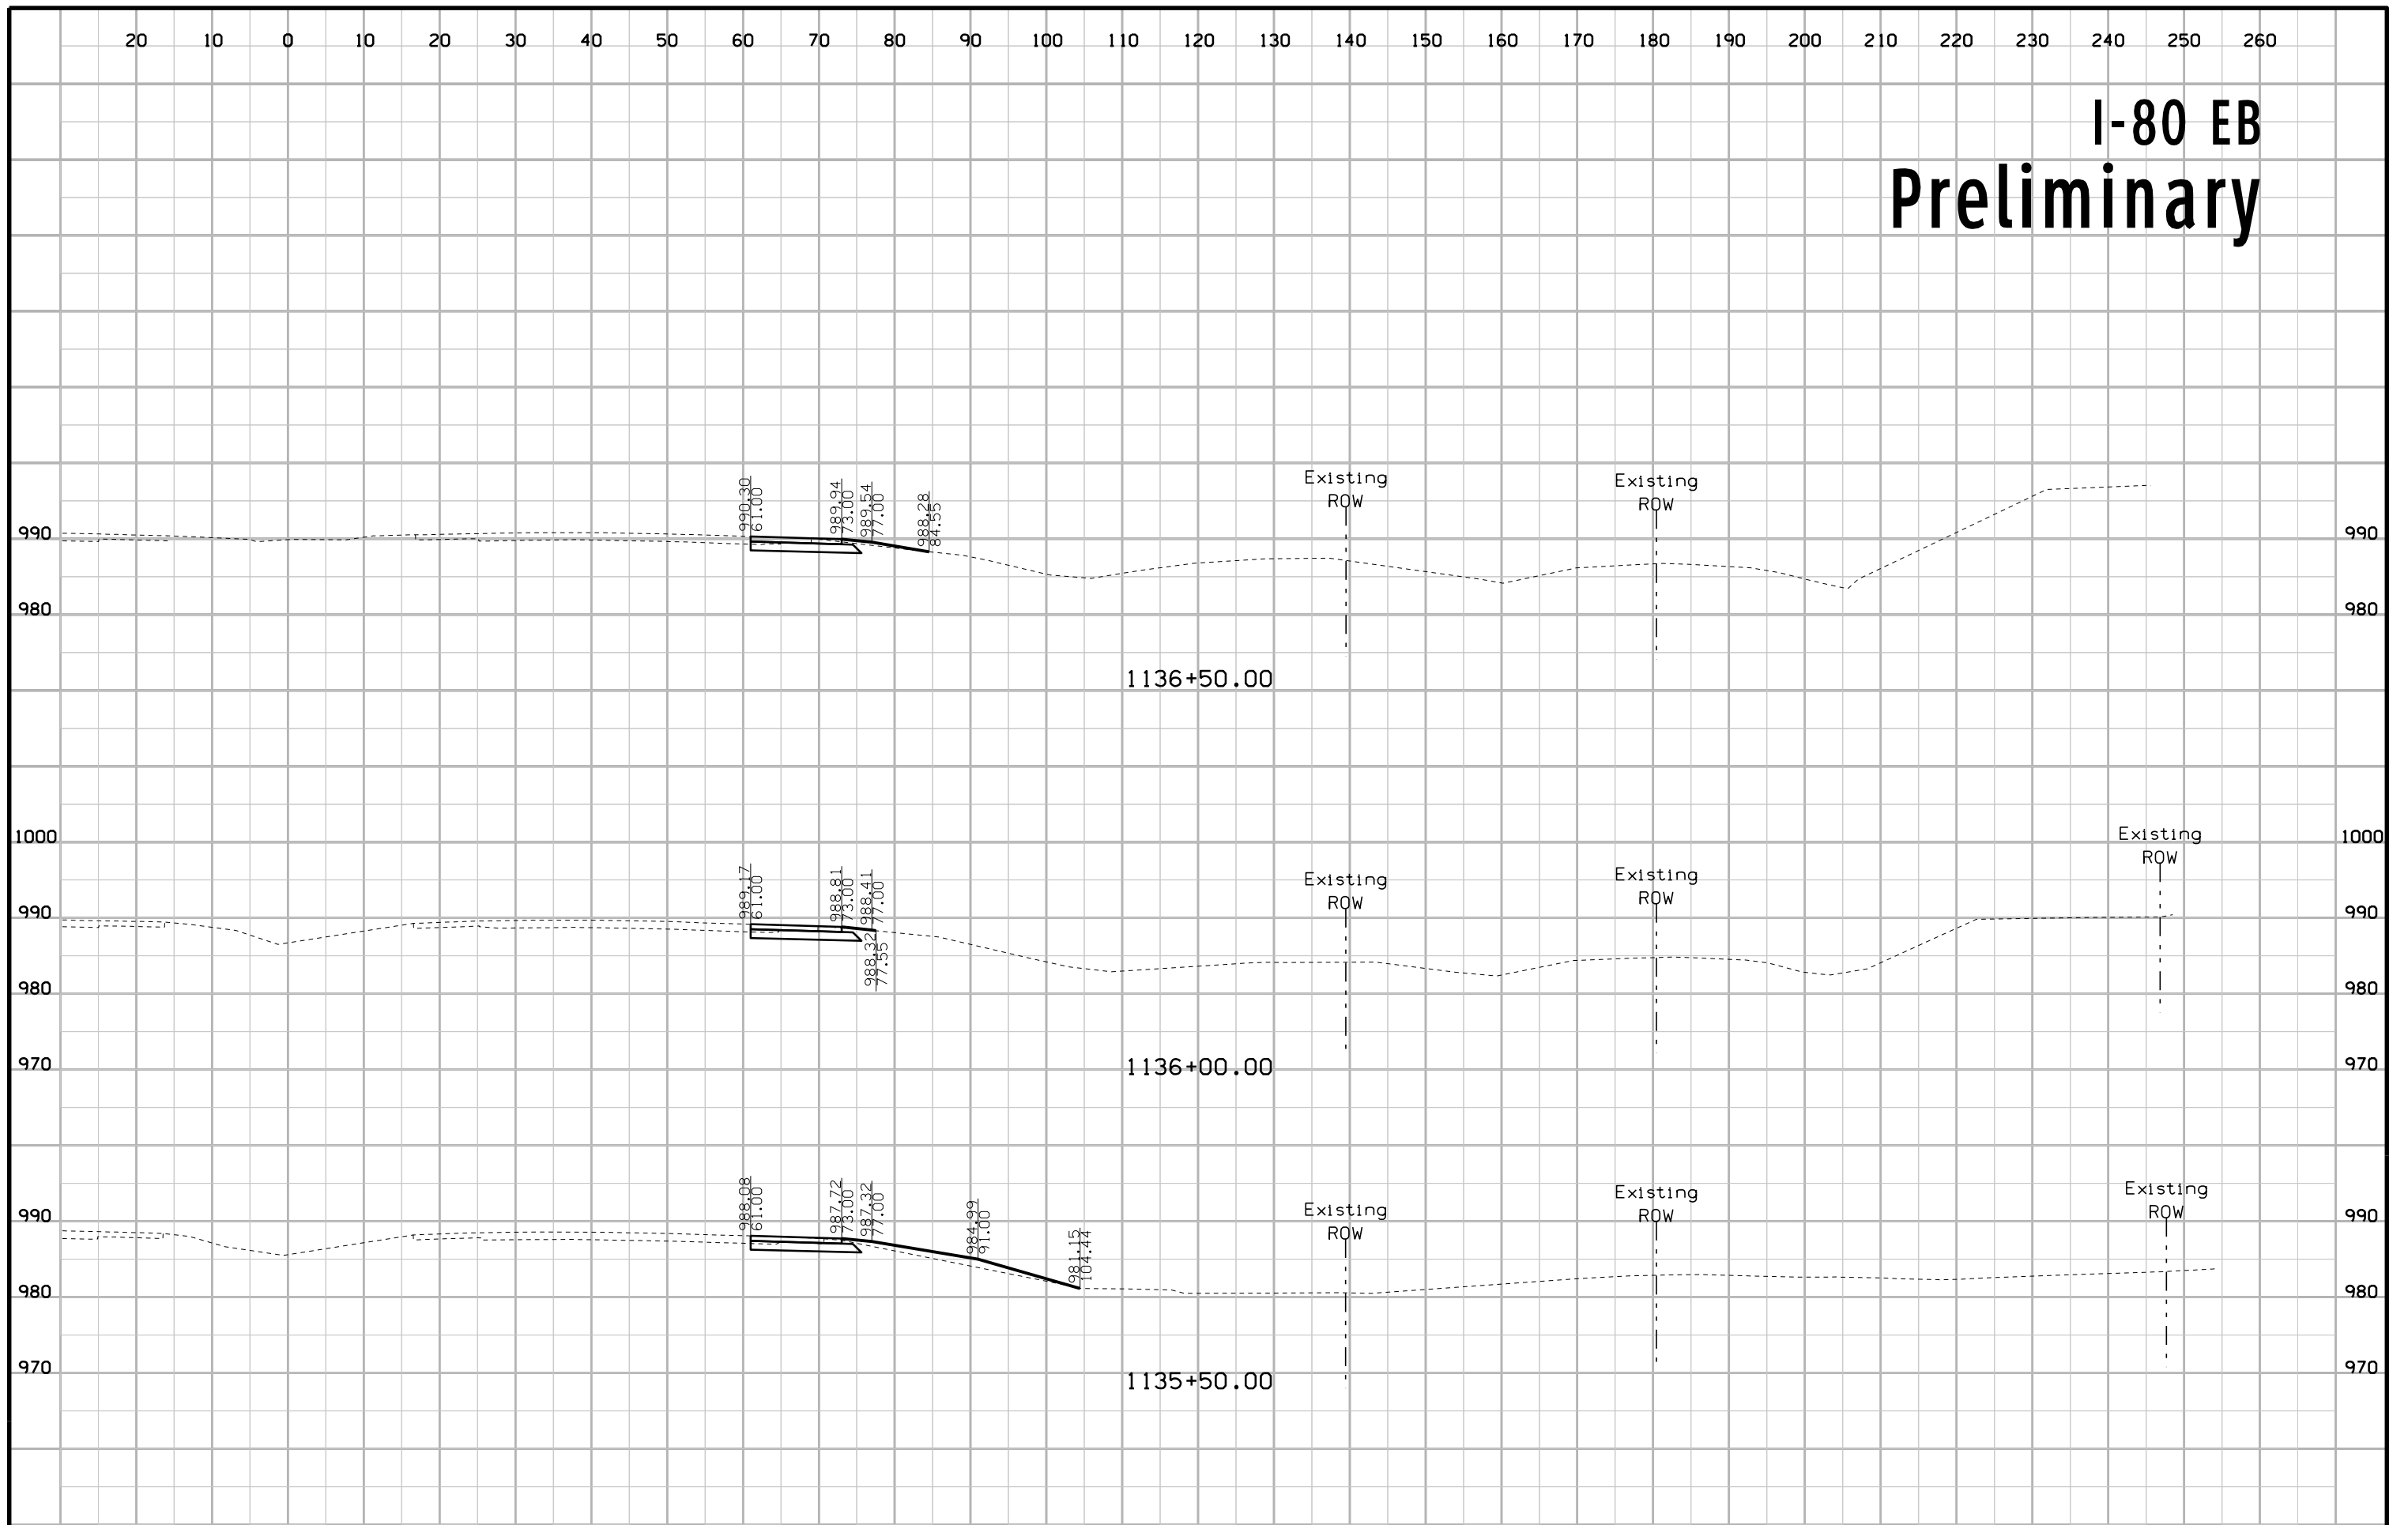 20 10 0 10 20 30 40 50 60 70 80 90 100 110 120 130 140 150 160 170 180 190 200 210 220 230 240 250 260
I-80 EB
Preliminary
990.30
61.00
989.94
73.00
989.54
77.00
988.28
84.55
Existing
ROW
Existing
ROW
990 990
980 980
1136+50.00
1000 1000
Existing
ROW
989.17
61.00
988.81
73.00
988.41
77.00
988.32
77.55
Existing
ROW
Existing
ROW
990 990
980 980
970 970
1136+00.00
988.08
61.00
987.72
73.00
987.32
77.00
984.99
91.00
981.15
104.44
Existing
ROW
Existing
ROW
Existing
ROW
990 990
980 980
970 970
1135+50.00